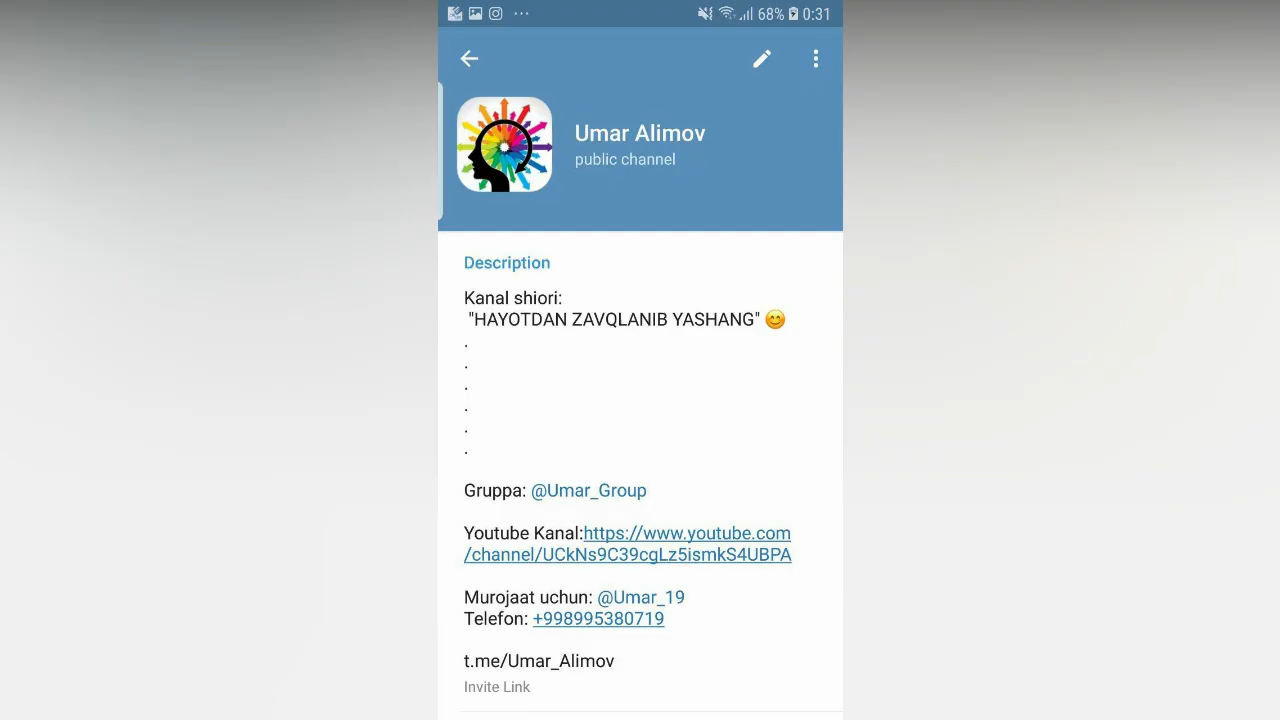 68% 0:31
Umar Alimov
public channel
Description
Kanal shiori:
"HAYOTDAN ZAVQLANIB YASHANG" 😊
.
.
.
.
.
.
Gruppa: @Umar_Group
Youtube Kanal:https://www.youtube.com
/channel/UCkNs9C39cgLz5ismkS4UBPA
Murojaat uchun: @Umar_19
Telefon: +998995380719
t.me/Umar_Alimov
Invite Link